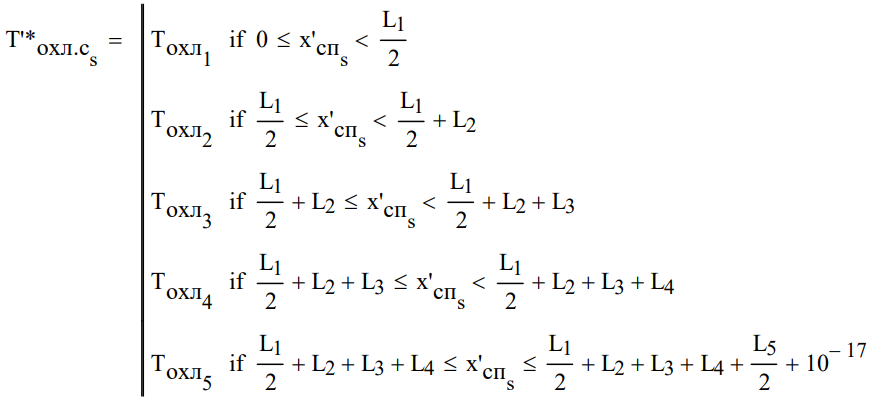 T'*охл.с_s = | T_охл_1 if 0 ≤ x'_сп_s < L1/2
T_охл_2 if L1/2 ≤ x'_сп_s < L1/2 + L2
T_охл_3 if L1/2 + L2 ≤ x'_сп_s < L1/2 + L2 + L3
T_охл_4 if L1/2 + L2 + L3 ≤ x'_сп_s < L1/2 + L2 + L3 + L4
T_охл_5 if L1/2 + L2 + L3 + L4 ≤ x'_сп_s ≤ L1/2 + L2 + L3 + L4 + L5/2 + 10^-17